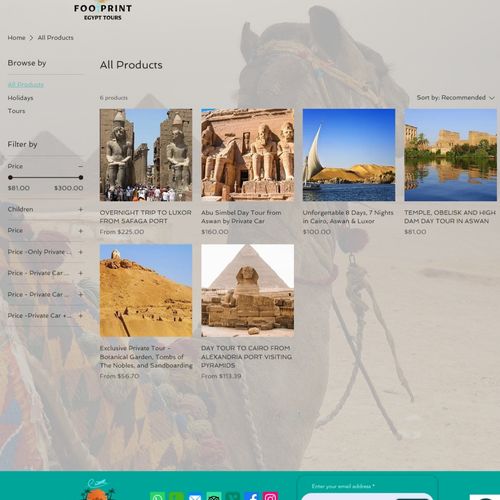 FOOTPRINT
EGYPT TOURS
Home > All Products
Browse by
All Products
Holidays
Tours
Filter by
Price
$81.00 $300.00
Children
Price
Price -Only Private ...
Price - Private Car ...
Price - Private Car ...
Price -Private Car +...
All Products
6 products
Sort by: Recommended
OVERNIGHT TRIP TO LUXOR
FROM SAFAGA PORT
From $225.00
Abu Simbel Day Tour from
Aswan by Private Car
$160.00
Unforgettable 8 Days, 7 Nights
in Cairo, Aswan & Luxor
$100.00
TEMPLE, OBELISK AND HIGH
DAM DAY TOUR IN ASWAN
$81.00
Exclusive Private Tour -
Botanical Garden, Tombs of
The Nobles, and Sandboarding
From $56.70
DAY TOUR TO CAIRO FROM
ALEXANDRIA PORT VISITING
PYRAMIDS
From $113.39
Enter your email address *